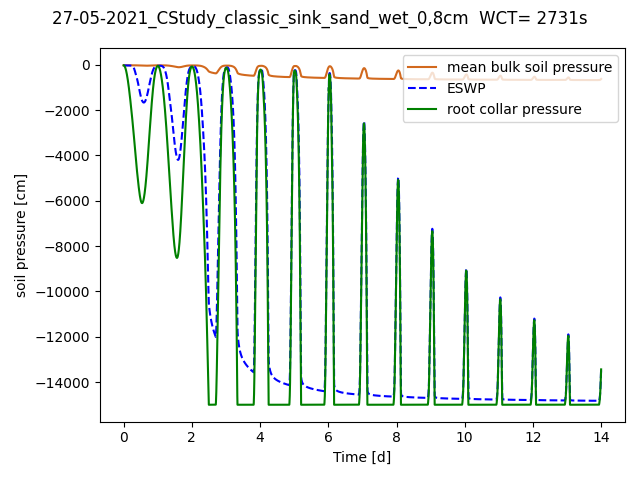 27-05-2021_CStudy_classic_sink_sand_wet_0,8cm  WCT= 2731s
mean bulk soil pressure
ESWP
root collar pressure
soil pressure [cm]
0
−2000
−4000
−6000
−8000
−10000
−12000
−14000
0 2 4 6 8 10 12 14
Time [d]